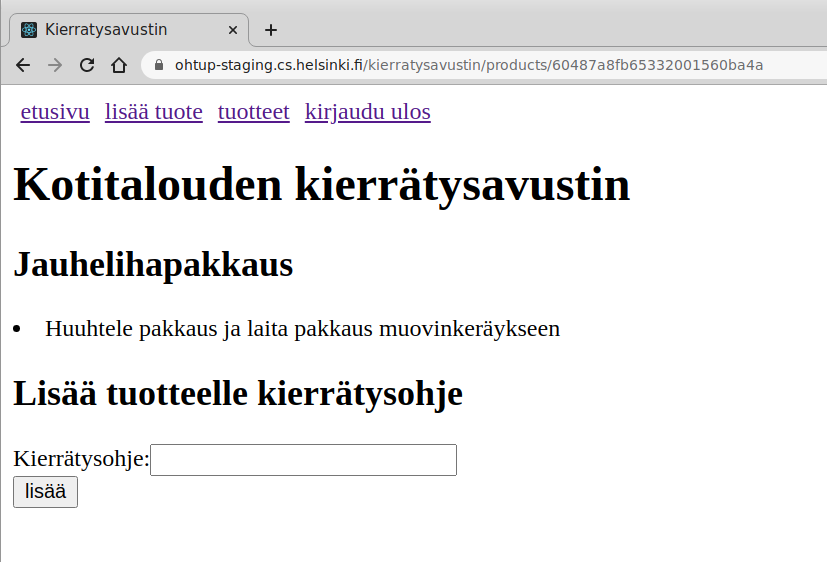 Kierratysavustin
ohtup-staging.cs.helsinki.fi/kierratysavustin/products/60487a8fb65332001560ba4a
etusivu lisää tuote tuotteet kirjaudu ulos
Kotitalouden kierrätysavustin
Jauhelihapakkaus
Huuhtele pakkaus ja laita pakkaus muovinkeräykseen
Lisää tuotteelle kierrätysohje
Kierrätysohje:
lisää